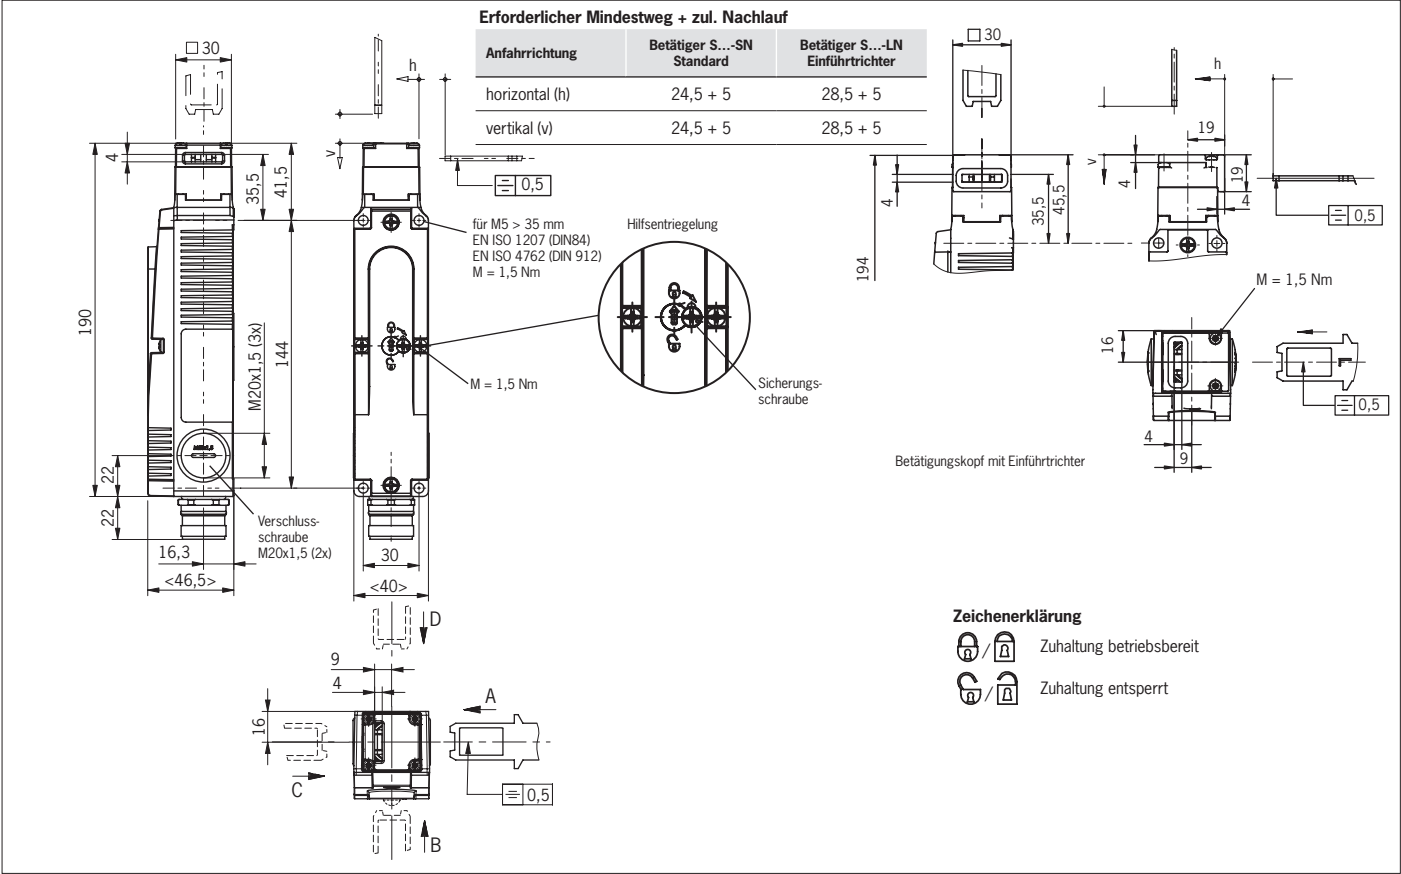 Erforderlicher Mindestweg + zul. Nachlauf
Anfahrrichtung
Betätiger S...-SN
Standard
Betätiger S...-LN
Einführtrichter
horizontal (h)
24,5 + 5
28,5 + 5
vertikal (v)
24,5 + 5
28,5 + 5
30
4
35,5
41,5
190
144
M20x1,5 (3x)
22
22
16,3
<46,5>
Verschluss-
schraube
M20x1,5 (2x)
h
v
0,5
für M5 > 35 mm
EN ISO 1207 (DIN84)
EN ISO 4762 (DIN 912)
M = 1,5 Nm
M = 1,5 Nm
30
<40>
Hilfsentriegelung
Sicherungs-
schraube
30
4
35,5
45,5
194
h
19
v
4
19
4
0,5
M = 1,5 Nm
16
0,5
4
9
Betätigungskopf mit Einführtrichter
D
9
4
16
A
C
0,5
B
Zeichenerklärung
/ Zuhaltung betriebsbereit
/ Zuhaltung entsperrt